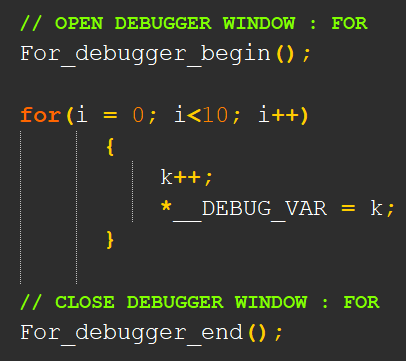 // OPEN DEBUGGER WINDOW : FOR
For_debugger_begin();
for(i = 0; i<10; i++)
{
k++;
*__DEBUG_VAR = k;
}
// CLOSE DEBUGGER WINDOW : FOR
For_debugger_end();